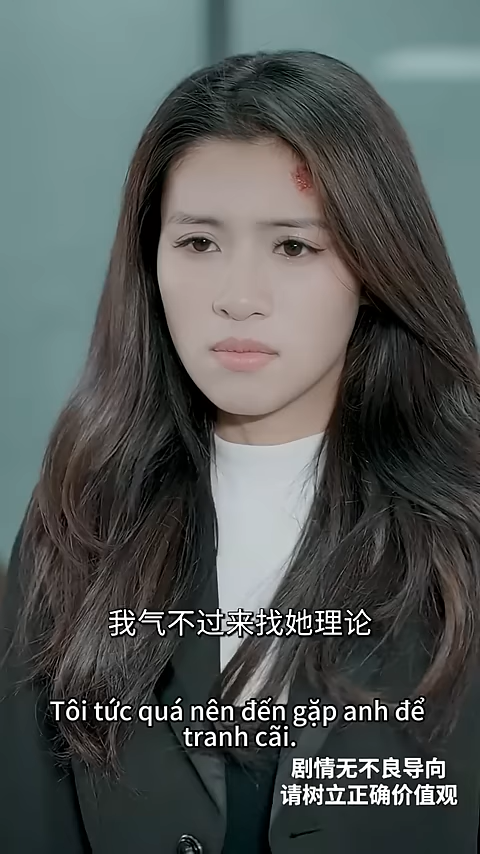 我气不过来找她理论
Tôi tức quá nên đến gặp anh để
tranh cãi.
剧情无不良导向
请树立正确价值观